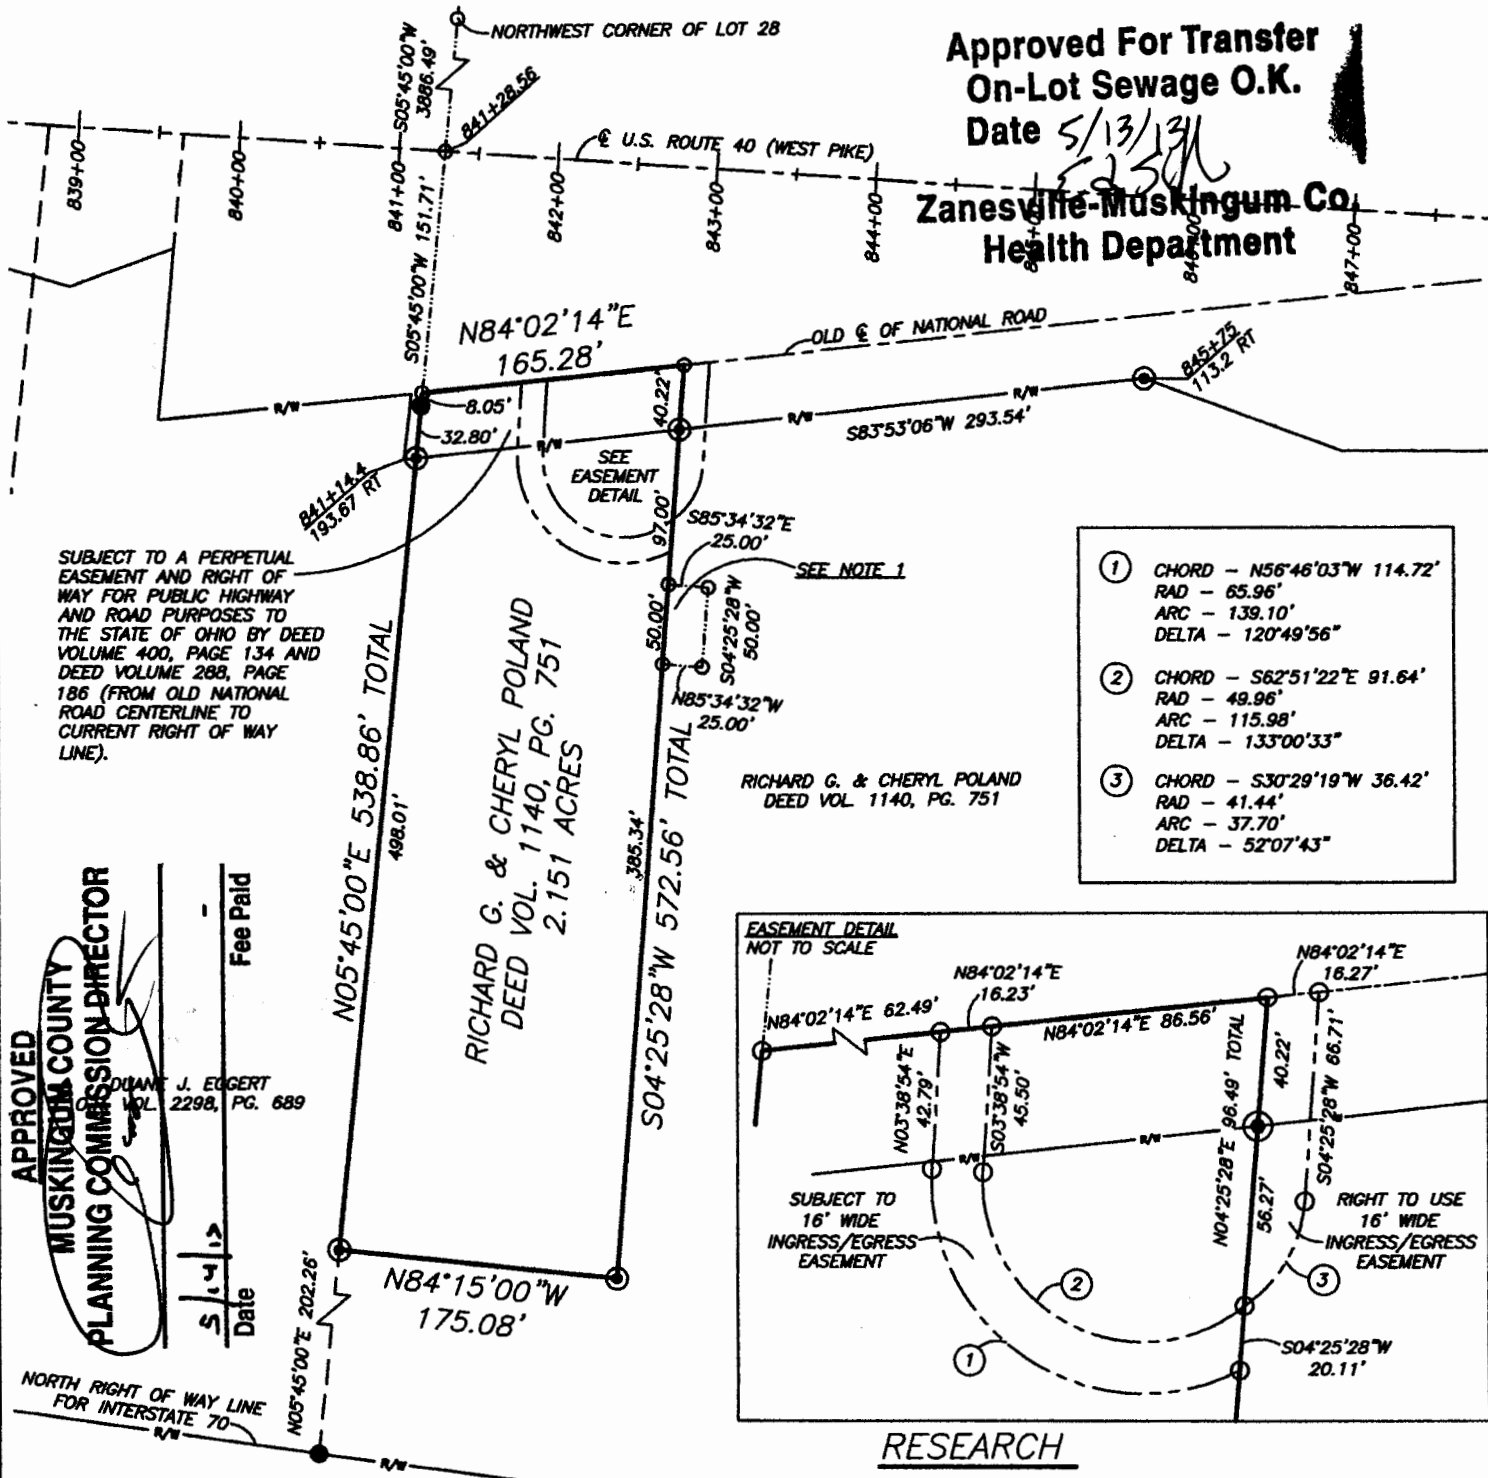 NORTHWEST CORNER OF LOT 28
S05°45'00"W
3886.49'
841+28.56
Approved For Transfer
On-Lot Sewage O.K.
Date 5/13/13
Zanesville-Muskingum Co.
Health Department
℄ U.S. ROUTE 40 (WEST PIKE)
839+00
840+00
841+00
842+00
843+00
844+00
847+00
S05°45'00"W 151.71'
N84°02'14"E
165.28'
OLD ℄ OF NATIONAL ROAD
845+75
113.2 RT
R/W
8.05'
40.22'
R/W
R/W
S83°53'06"W 293.54'
32.80'
R/W
841+14.4
193.67 RT
SEE
EASEMENT
DETAIL
97.00'
S85°34'32"E
25.00'
SEE NOTE 1
50.00'
S04°25'28"W
50.00'
N85°34'32"W
25.00'
SUBJECT TO A PERPETUAL
EASEMENT AND RIGHT OF
WAY FOR PUBLIC HIGHWAY
AND ROAD PURPOSES TO
THE STATE OF OHIO BY DEED
VOLUME 400, PAGE 134 AND
DEED VOLUME 288, PAGE
186 (FROM OLD NATIONAL
ROAD CENTERLINE TO
CURRENT RIGHT OF WAY
LINE).
N05°45'00"E 538.86' TOTAL
498.01'
RICHARD G. & CHERYL POLAND
DEED VOL. 1140, PG. 751
2.151 ACRES
385.34'
S04°25'28"W 572.56' TOTAL
RICHARD G. & CHERYL POLAND
DEED VOL. 1140, PG. 751
1 CHORD - N56°46'03"W 114.72'
RAD - 65.96'
ARC - 139.10'
DELTA - 120°49'56"
2 CHORD - S62°51'22"E 91.64'
RAD - 49.96'
ARC - 115.98'
DELTA - 133°00'33"
3 CHORD - S30°29'19"W 36.42'
RAD - 41.44'
ARC - 37.70'
DELTA - 52°07'43"
APPROVED
MUSKINGUM COUNTY
PLANNING COMMISSION DIRECTOR
5.14.13 -
Date Fee Paid
DUANE J. EGGERT
VOL. 2298, PG. 689
N84°15'00"W
175.08'
N05°45'00"E 202.26'
NORTH RIGHT OF WAY LINE
FOR INTERSTATE 70
R/W
R/W
EASEMENT DETAIL
NOT TO SCALE
N84°02'14"E 62.49'
N84°02'14"E
16.23'
N84°02'14"E 86.56'
N84°02'14"E
16.27'
N03°38'54"E
42.79'
S03°38'54"W
45.50'
N04°25'28"E 96.49' TOTAL
40.22'
56.27'
S04°25'28"W 66.71'
R/W
R/W
SUBJECT TO
16' WIDE
INGRESS/EGRESS
EASEMENT
RIGHT TO USE
16' WIDE
INGRESS/EGRESS
EASEMENT
1
2
3
S04°25'28"W
20.11'
RESEARCH